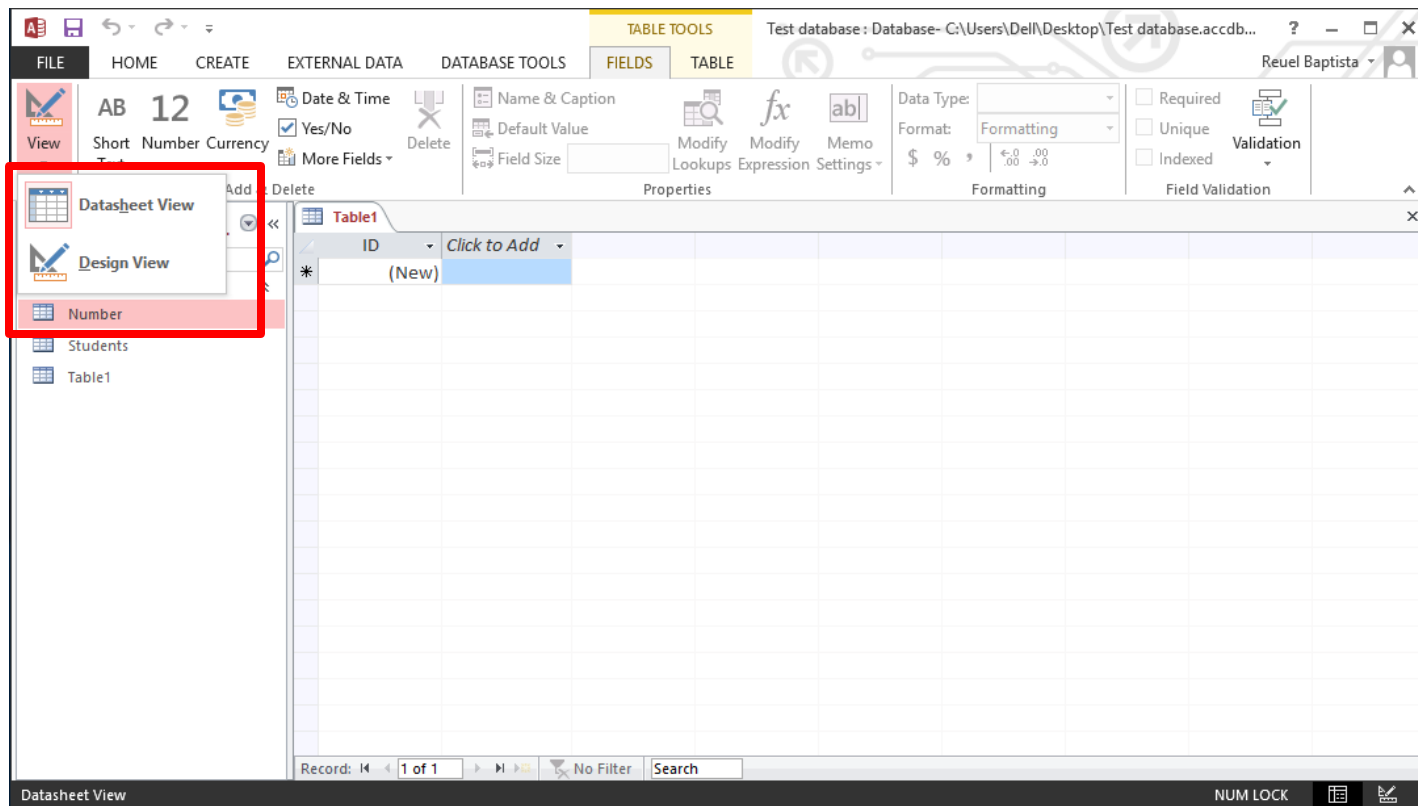 TABLE TOOLS
Test database : Database- C:\Users\Dell\Desktop\Test database.accdb...
?
FILE HOME CREATE EXTERNAL DATA DATABASE TOOLS FIELDS TABLE
Reuel Baptista
View
AB
Short
12
Number
Currency
Date & Time
Yes/No
More Fields
Delete
Add & Delete
Name & Caption
Default Value
Field Size
Modify
Lookups
fx
Modify
Expression
ab|
Memo
Settings
Properties
Data Type:
Format: Formatting
$ % , .0 .00 .00 .0
Formatting
Required
Unique
Indexed
Validation
Field Validation
Datasheet View
Design View
Number
Students
Table1
Table1
ID Click to Add
* (New)
Record: 1 of 1 No Filter Search
Datasheet View
NUM LOCK